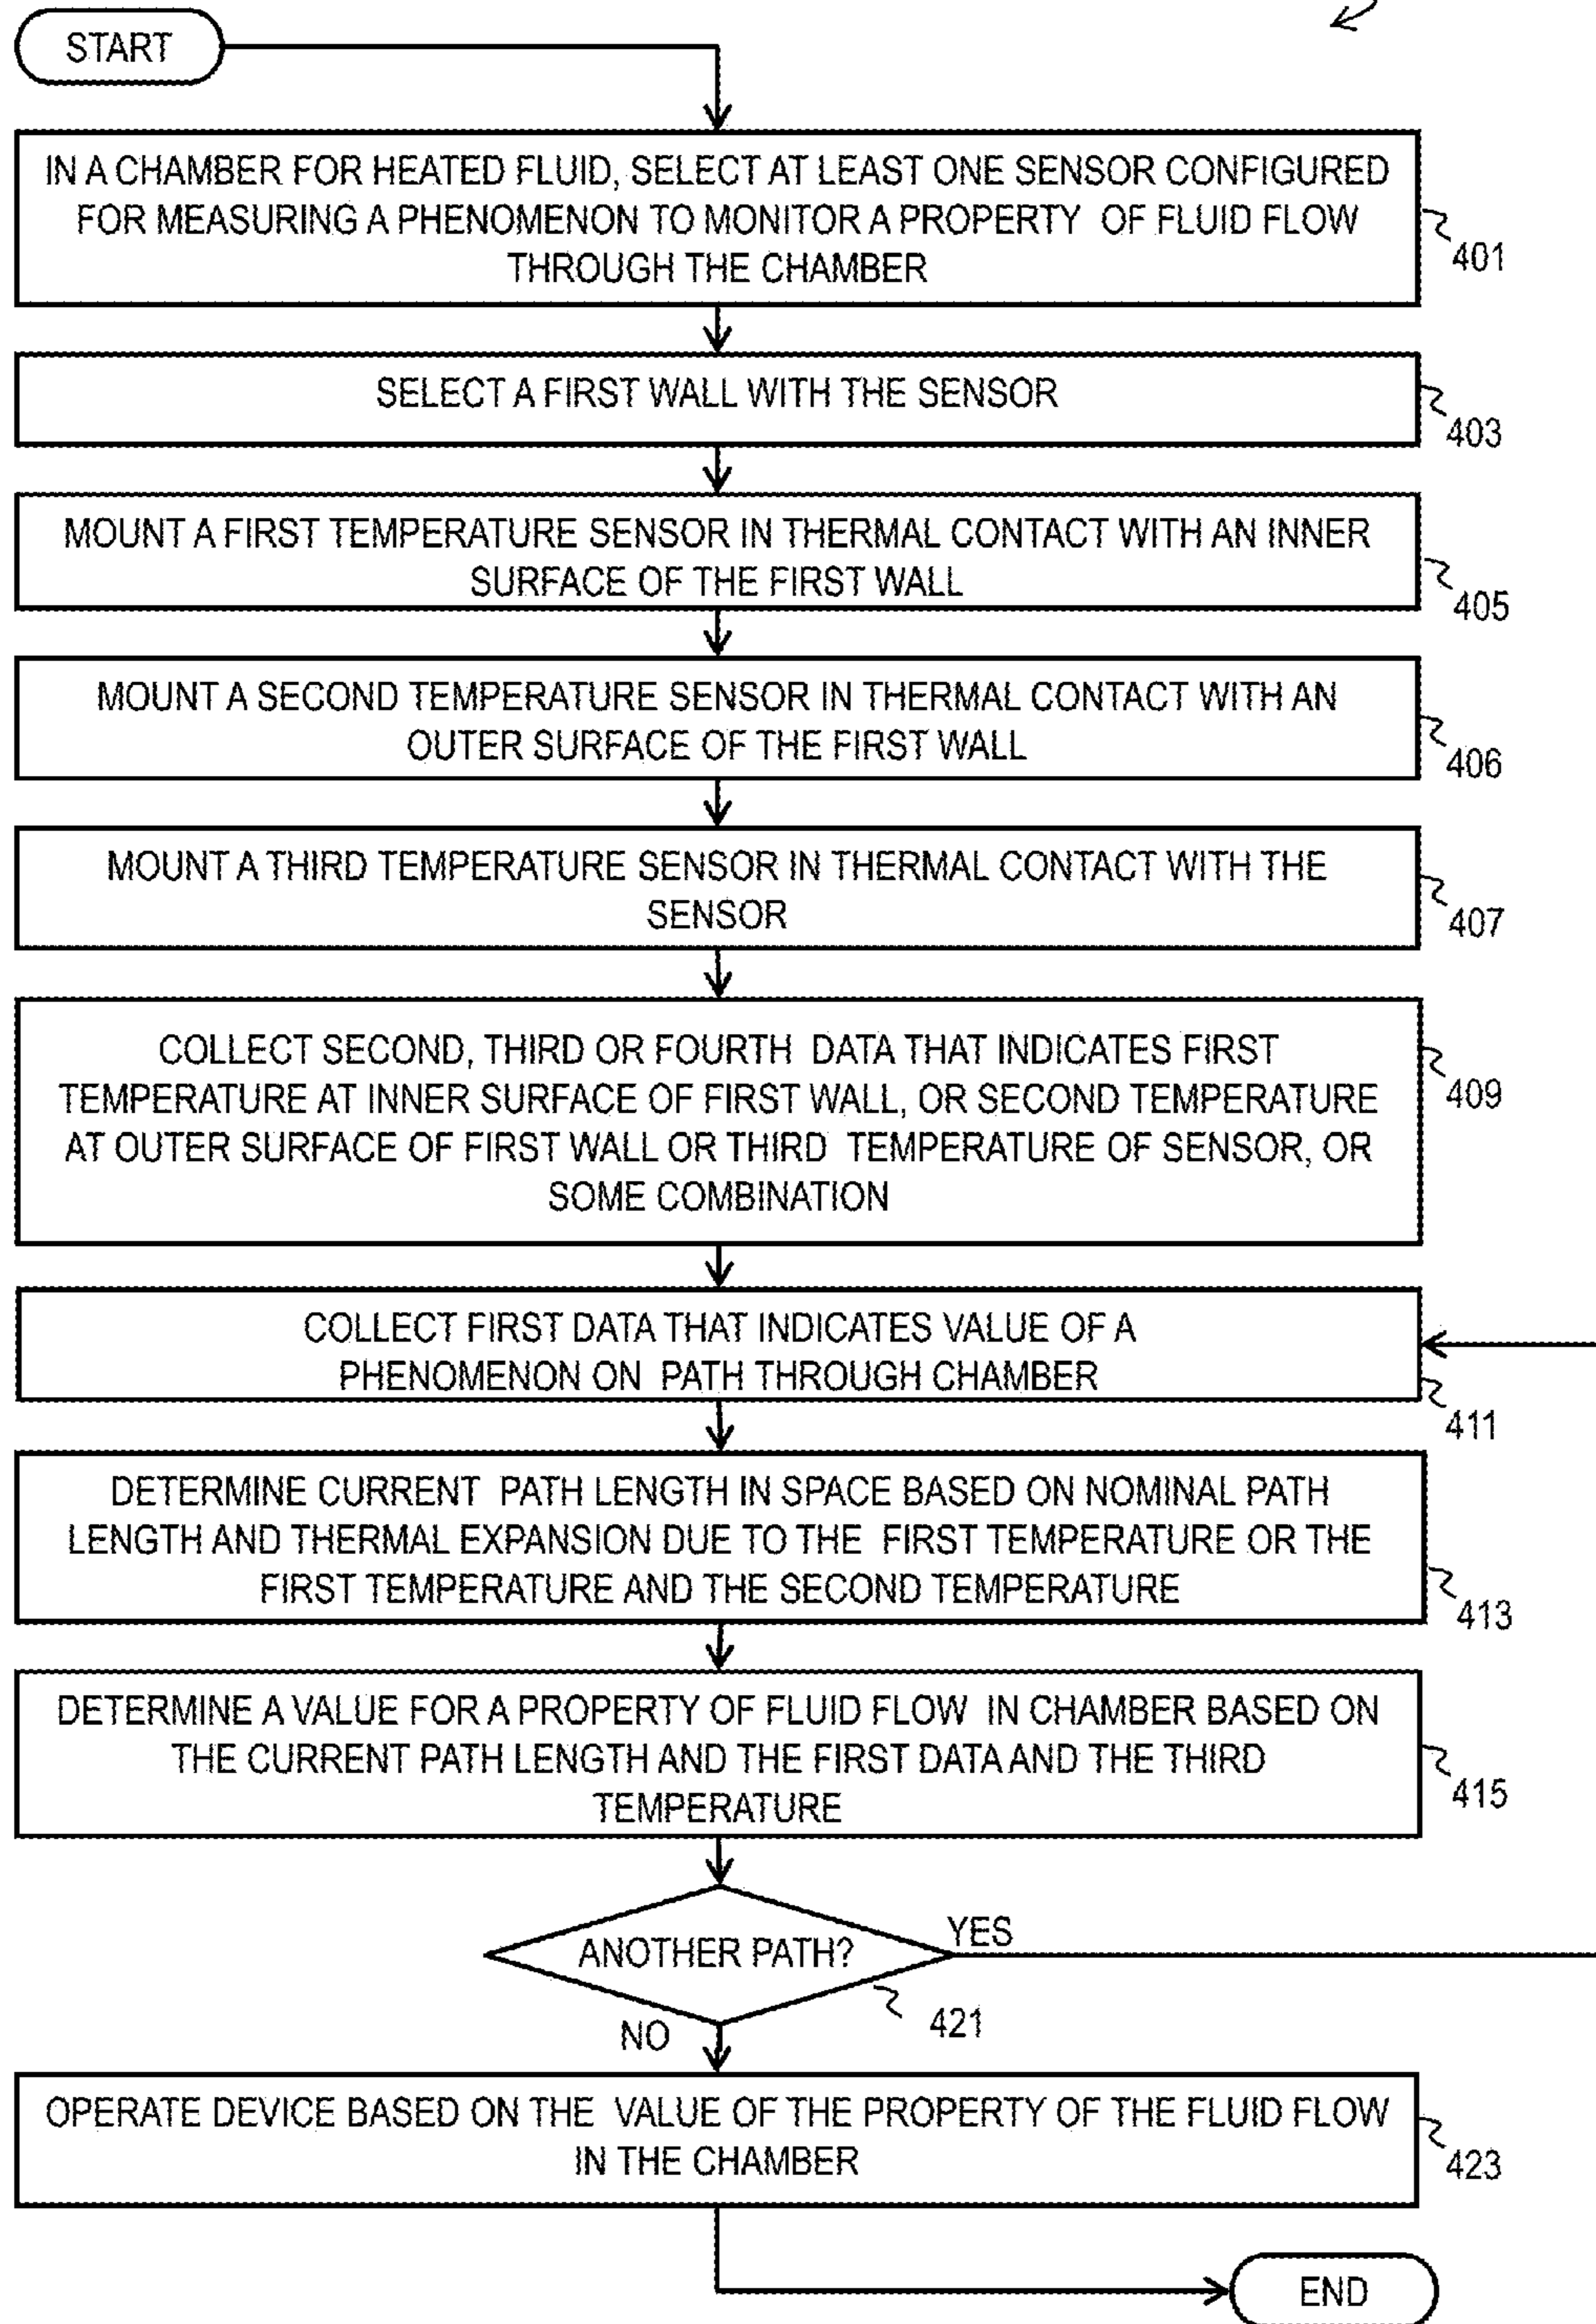 START
IN A CHAMBER FOR HEATED FLUID, SELECT AT LEAST ONE SENSOR CONFIGURED
FOR MEASURING A PHENOMENON TO MONITOR A PROPERTY OF FLUID FLOW
THROUGH THE CHAMBER
401
SELECT A FIRST WALL WITH THE SENSOR
403
MOUNT A FIRST TEMPERATURE SENSOR IN THERMAL CONTACT WITH AN INNER
SURFACE OF THE FIRST WALL
405
MOUNT A SECOND TEMPERATURE SENSOR IN THERMAL CONTACT WITH AN
OUTER SURFACE OF THE FIRST WALL
406
MOUNT A THIRD TEMPERATURE SENSOR IN THERMAL CONTACT WITH THE
SENSOR
407
COLLECT SECOND, THIRD OR FOURTH DATA THAT INDICATES FIRST
TEMPERATURE AT INNER SURFACE OF FIRST WALL, OR SECOND TEMPERATURE
AT OUTER SURFACE OF FIRST WALL OR THIRD TEMPERATURE OF SENSOR, OR
SOME COMBINATION
409
COLLECT FIRST DATA THAT INDICATES VALUE OF A
PHENOMENON ON PATH THROUGH CHAMBER
411
DETERMINE CURRENT PATH LENGTH IN SPACE BASED ON NOMINAL PATH
LENGTH AND THERMAL EXPANSION DUE TO THE FIRST TEMPERATURE OR THE
FIRST TEMPERATURE AND THE SECOND TEMPERATURE
413
DETERMINE A VALUE FOR A PROPERTY OF FLUID FLOW IN CHAMBER BASED ON
THE CURRENT PATH LENGTH AND THE FIRST DATA AND THE THIRD
TEMPERATURE
415
ANOTHER PATH?
YES
421
NO
OPERATE DEVICE BASED ON THE VALUE OF THE PROPERTY OF THE FLUID FLOW
IN THE CHAMBER
423
END